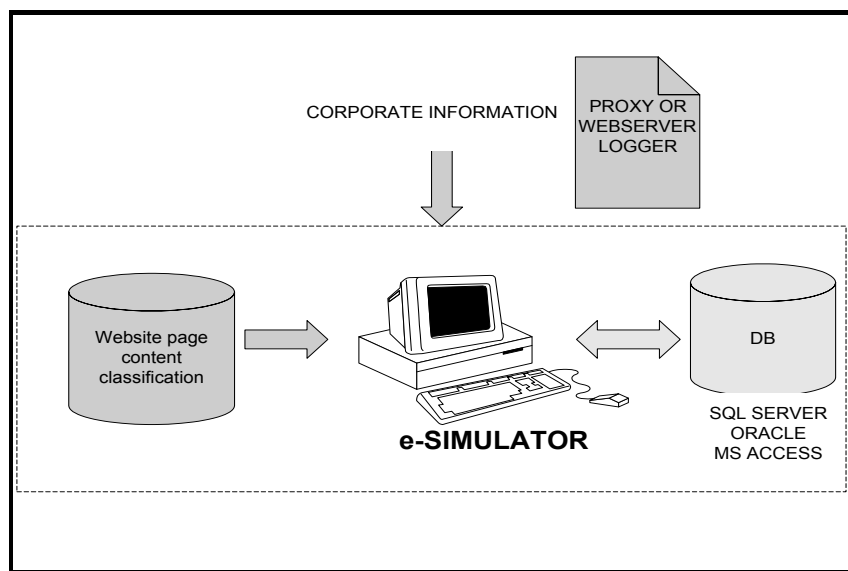 CORPORATE INFORMATION
PROXY OR
WEBSERVER
LOGGER
Website page
content
classification
e-SIMULATOR
DB
SQL SERVER
ORACLE
MS ACCESS